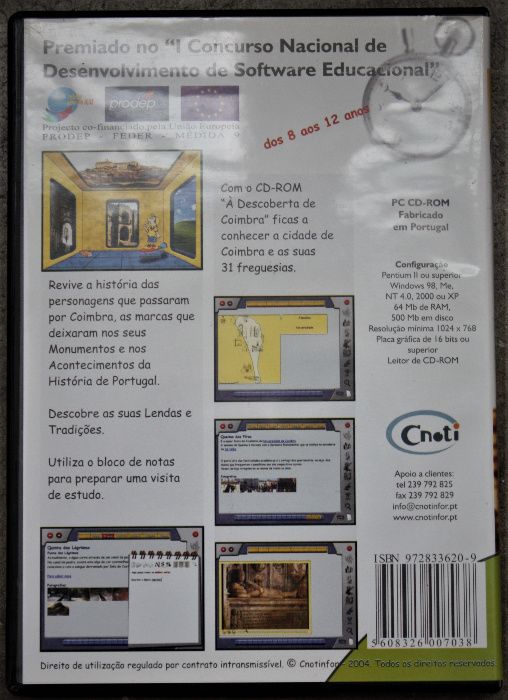 Premiado no "I Concurso Nacional de
Desenvolvimento de Software Educacional"
prodep
Projecto co-financiado pela União Europeia
PRODEP - FEDER - MEDIDA 9
dos 8 aos 12 anos
Com o CD-ROM
"À Descoberta de
Coimbra" ficas a
conhecer a cidade de
Coimbra e as suas
31 freguesias.
Revive a história das
personagens que passaram
por Coimbra, as marcas que
deixaram nos seus
Monumentos e nos
Acontecimentos da
História de Portugal.
Descobre as suas Lendas e
Tradições.
Utiliza o bloco de notas
para preparar uma visita
de estudo.
PC CD-ROM
Fabricado
em Portugal
Configuração
Pentium II ou superior
Windows 98, Me,
NT 4.0, 2000 ou XP
64 Mb de RAM,
500 Mb em disco
Resolução mínima 1024 x 768
Placa gráfica de 16 bits ou
superior
Leitor de CD-ROM
Cnoti
Apoio a clientes:
tel 239 792 825
fax 239 792 829
info@cnotinfor.pt
www.cnotinfor.pt
Queima das Fitas
Quinta das Lágrimas
ISBN 972833620-9
5608326007038
Direito de utilização regulado por contrato intransmissível. © Cnotinfor - 2004. Todos os direitos reservados.